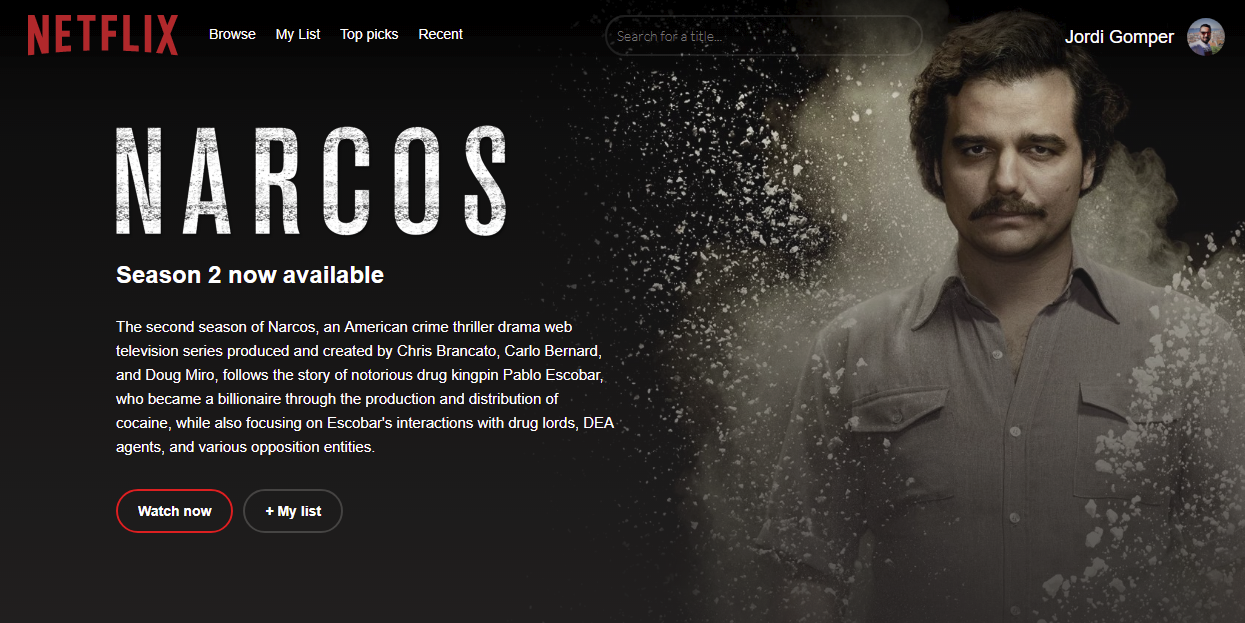 NETFLIX
Browse My List Top picks Recent
Search for a title...
Jordi Gomper
NARCOS
Season 2 now available
The second season of Narcos, an American crime thriller drama web
television series produced and created by Chris Brancato, Carlo Bernard,
and Doug Miro, follows the story of notorious drug kingpin Pablo Escobar,
who became a billionaire through the production and distribution of
cocaine, while also focusing on Escobar's interactions with drug lords, DEA
agents, and various opposition entities.
Watch now
+ My list